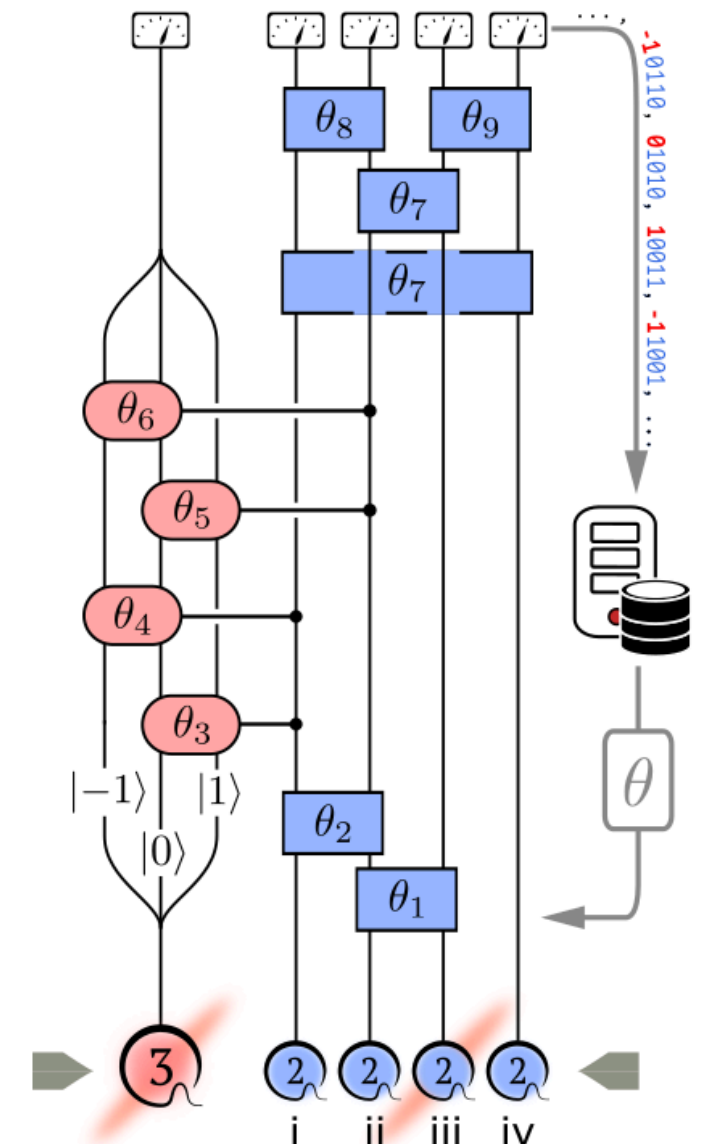 ..., -10110, 01010, 10011, -11001, ...
θ8 θ9
θ7
θ7
θ6
θ5
θ4
θ3
|−1⟩ |1⟩
|0⟩
θ
θ2
θ1
3 2 2 2 2
i ii iii iv